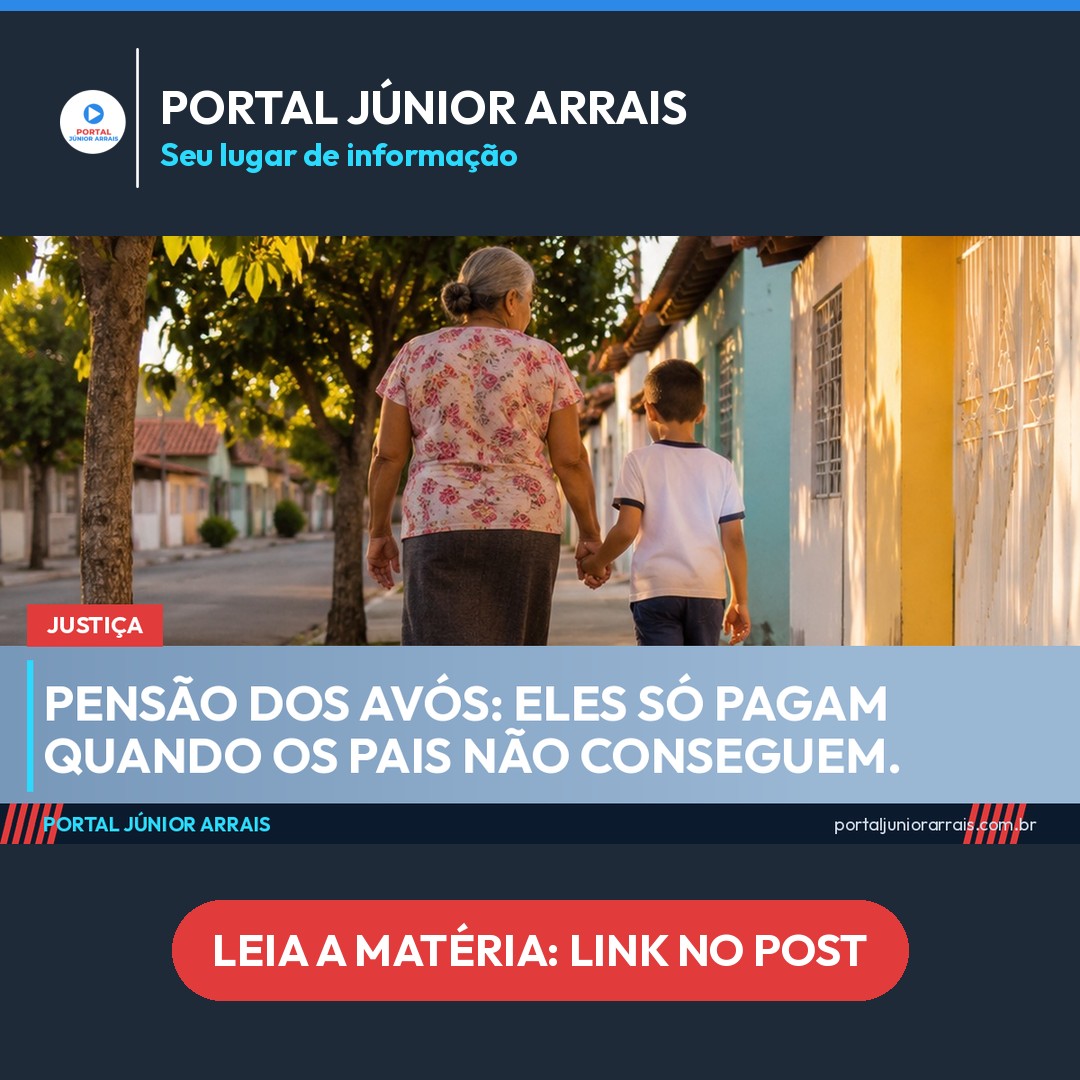 PORTAL JÚNIOR ARRAIS
Seu lugar de informação
PORTAL
JÚNIOR ARRAIS
JUSTIÇA
PENSÃO DOS AVÓS: ELES SÓ PAGAM
QUANDO OS PAIS NÃO CONSEGUEM.
PORTAL JÚNIOR ARRAIS
portaljuniorarrais.com.br
LEIA A MATÉRIA: LINK NO POST